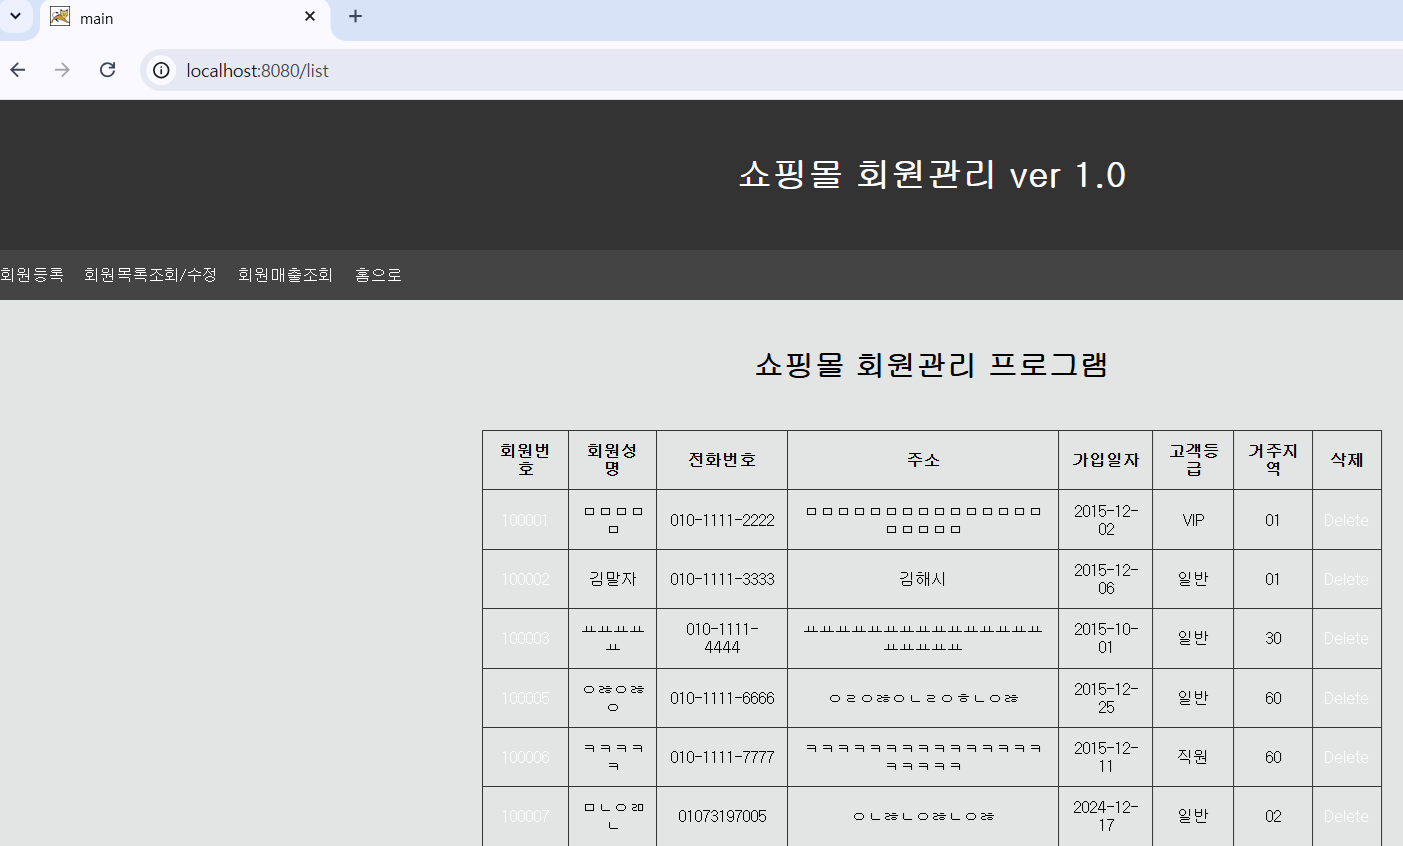 main
localhost:8080/list
쇼핑몰 회원관리 ver 1.0
회원등록 회원목록조회/수정 회원매출조회 홈으로
쇼핑몰 회원관리 프로그램
회원번호 회원성명 전화번호 주소 가입일자 고객등급 거주지역 삭제
100001 ㅁㅁㅁㅁㅁ 010-1111-2222 ㅁㅁㅁㅁㅁㅁㅁㅁㅁㅁㅁㅁㅁㅁㅁㅁㅁㅁㅁㅁ 2015-12-02 VIP 01 Delete
100002 김말자 010-1111-3333 김해시 2015-12-06 일반 01 Delete
100003 ㅛㅛㅛㅛㅛ 010-1111-4444 ㅛㅛㅛㅛㅛㅛㅛㅛㅛㅛㅛㅛㅛㅛㅛㅛㅛㅛㅛㅛ 2015-10-01 일반 30 Delete
100005 ㅇㅀㅇㅀㅇ 010-1111-6666 ㅇㄹㅇㅀㅇㄴㄹㅇㅎㄴㅇㅀ 2015-12-25 일반 60 Delete
100006 ㅋㅋㅋㅋㅋ 010-1111-7777 ㅋㅋㅋㅋㅋㅋㅋㅋㅋㅋㅋㅋㅋㅋㅋㅋㅋㅋㅋㅋ 2015-12-11 직원 60 Delete
100007 ㅁㄴㅇㄻㄴ 01073197005 ㅇㄴㅀㄴㅇㅀㄴㅇㅀ 2024-12-17 일반 02 Delete